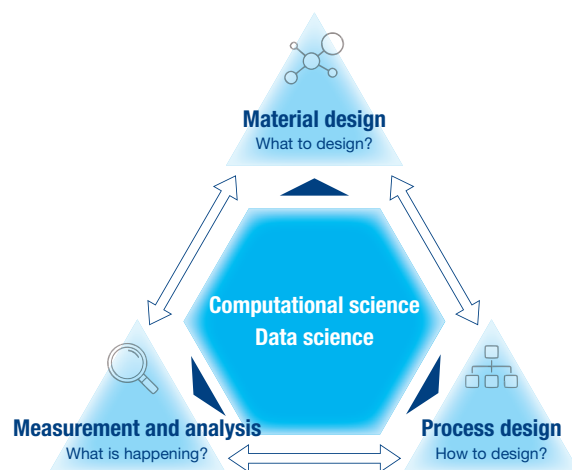 Material design
What to design?
Computational science
Data science
Measurement and analysis
What is happening?
Process design
How to design?